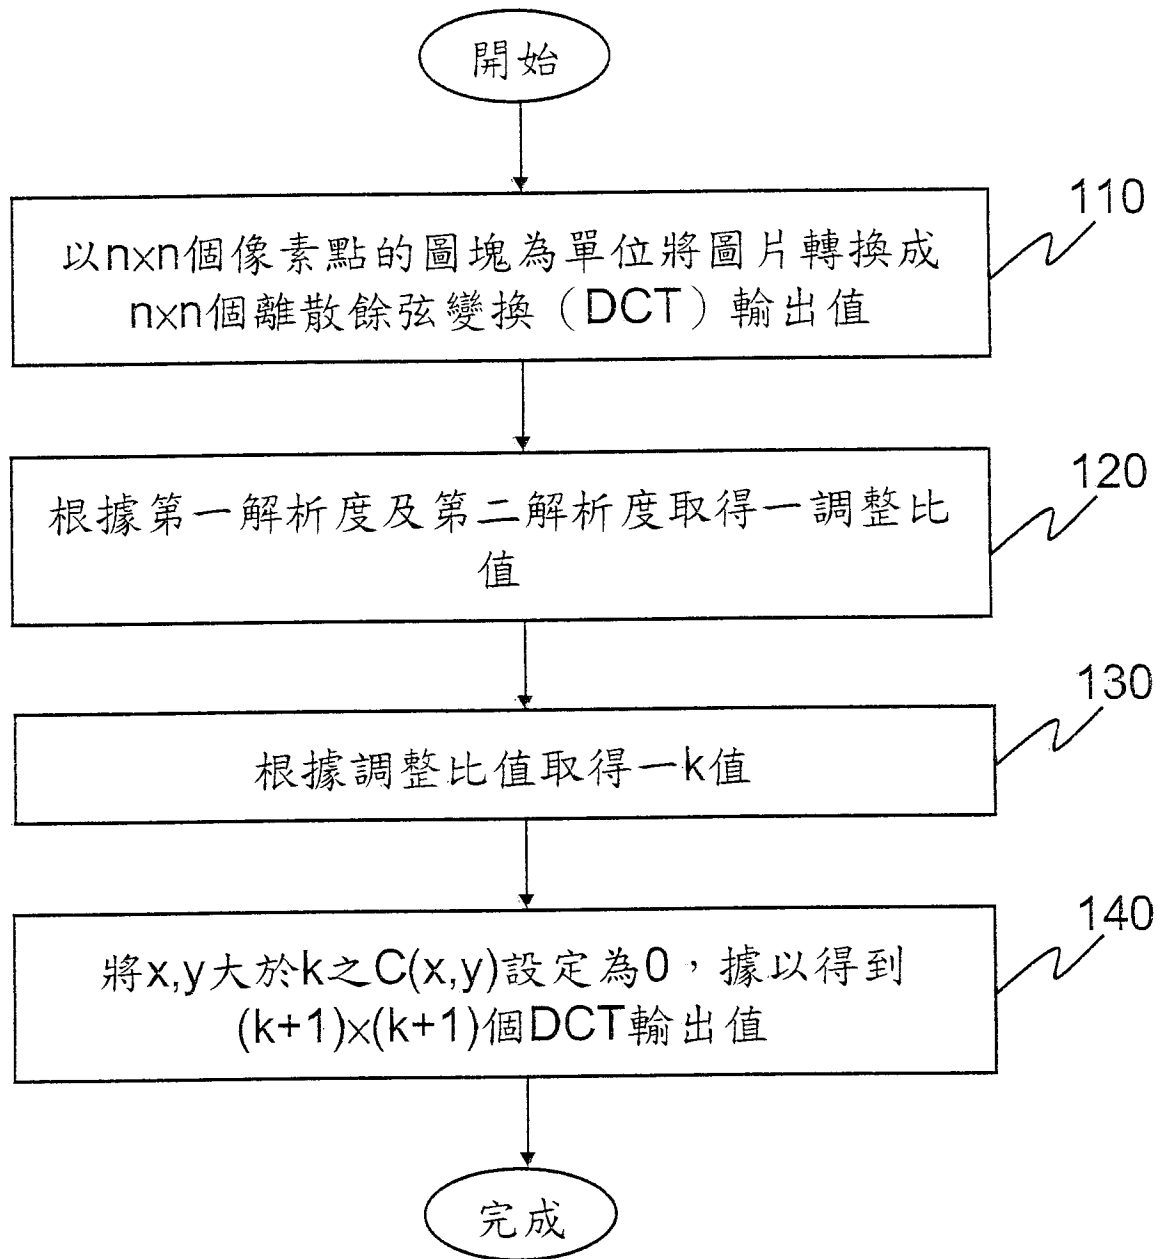 開始
110
以n×n個像素點的圖塊為單位將圖片轉換成
n×n個離散餘弦變換（DCT）輸出值
120
根據第一解析度及第二解析度取得一調整比
值
130
根據調整比值取得一k值
140
將x,y大於k之C(x,y)設定為0，據以得到
(k+1)×(k+1)個DCT輸出值
完成